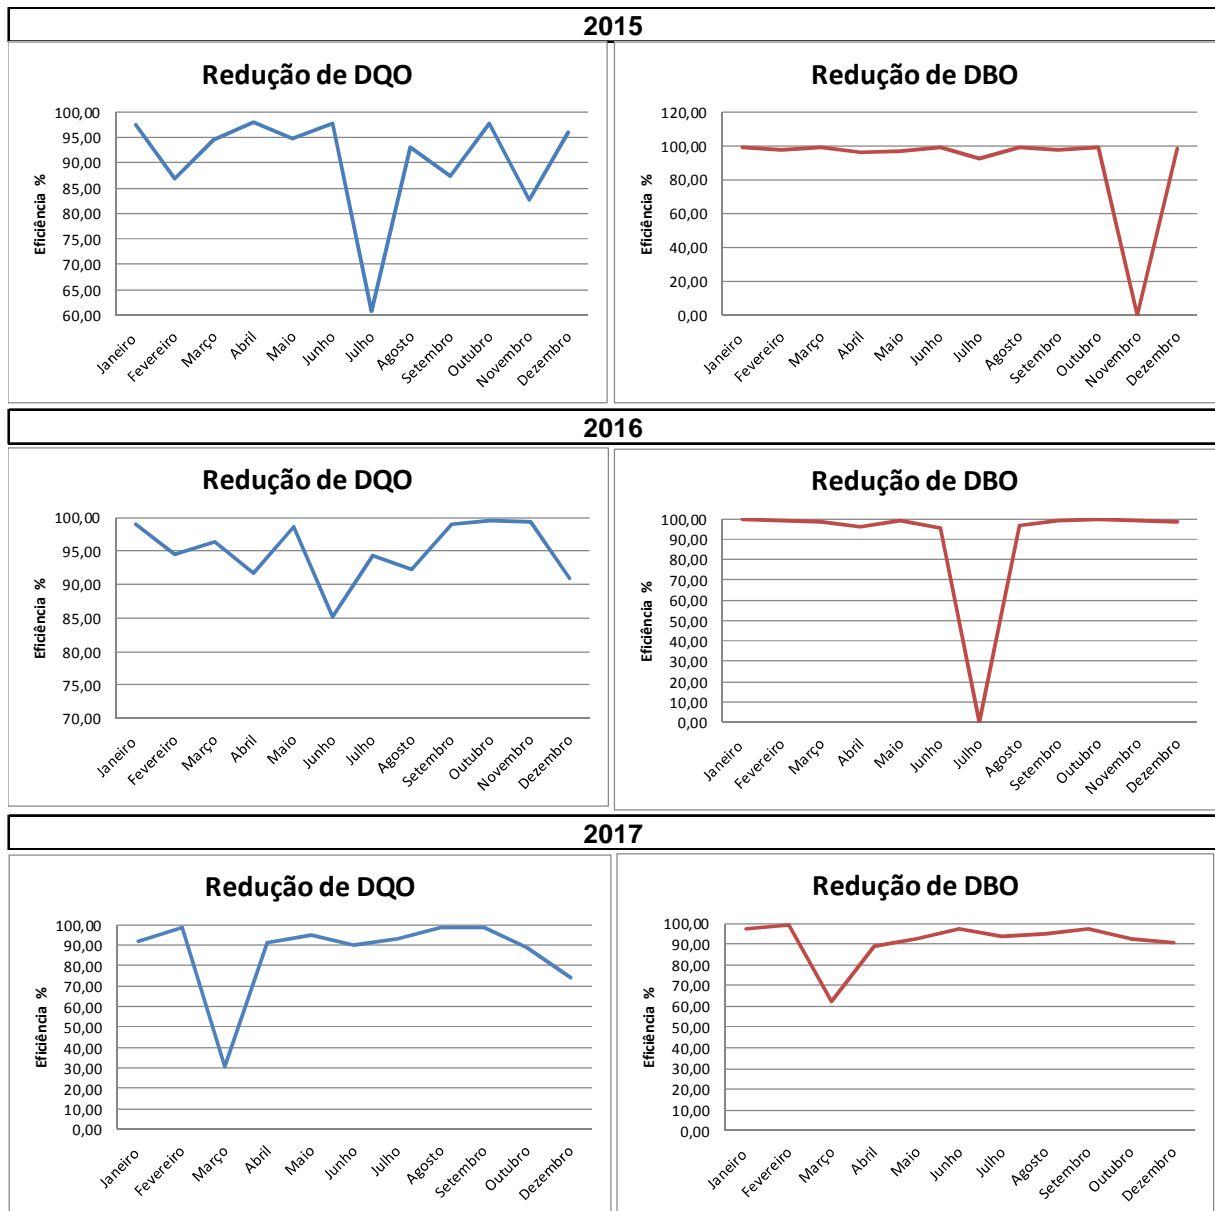 2015
Redução de DQO
Eficiência %
100,00
95,00
90,00
85,00
80,00
75,00
70,00
65,00
60,00
Janeiro
Fevereiro
Março
Abril
Maio
Junho
Julho
Agosto
Setembro
Outubro
Novembro
Dezembro
Redução de DBO
Eficiência %
120,00
100,00
80,00
60,00
40,00
20,00
0,00
Janeiro
Fevereiro
Março
Abril
Maio
Junho
Julho
Agosto
Setembro
Outubro
Novembro
Dezembro
2016
Redução de DQO
Eficiência %
100,00
95,00
90,00
85,00
80,00
75,00
70,00
Janeiro
Fevereiro
Março
Abril
Maio
Junho
Julho
Agosto
Setembro
Outubro
Novembro
Dezembro
Redução de DBO
Eficiência %
100,00
90,00
80,00
70,00
60,00
50,00
40,00
30,00
20,00
10,00
0,00
Janeiro
Fevereiro
Março
Abril
Maio
Junho
Julho
Agosto
Setembro
Outubro
Novembro
Dezembro
2017
Redução de DQO
Eficiência %
100,00
90,00
80,00
70,00
60,00
50,00
40,00
30,00
20,00
10,00
0,00
Janeiro
Fevereiro
Março
Abril
Maio
Junho
Julho
Agosto
Setembro
Outubro
Dezembro
Redução de DBO
Eficiência %
100,00
90,00
80,00
70,00
60,00
50,00
40,00
30,00
20,00
10,00
0,00
Janeiro
Fevereiro
Março
Abril
Maio
Junho
Julho
Agosto
Setembro
Outubro
Dezembro